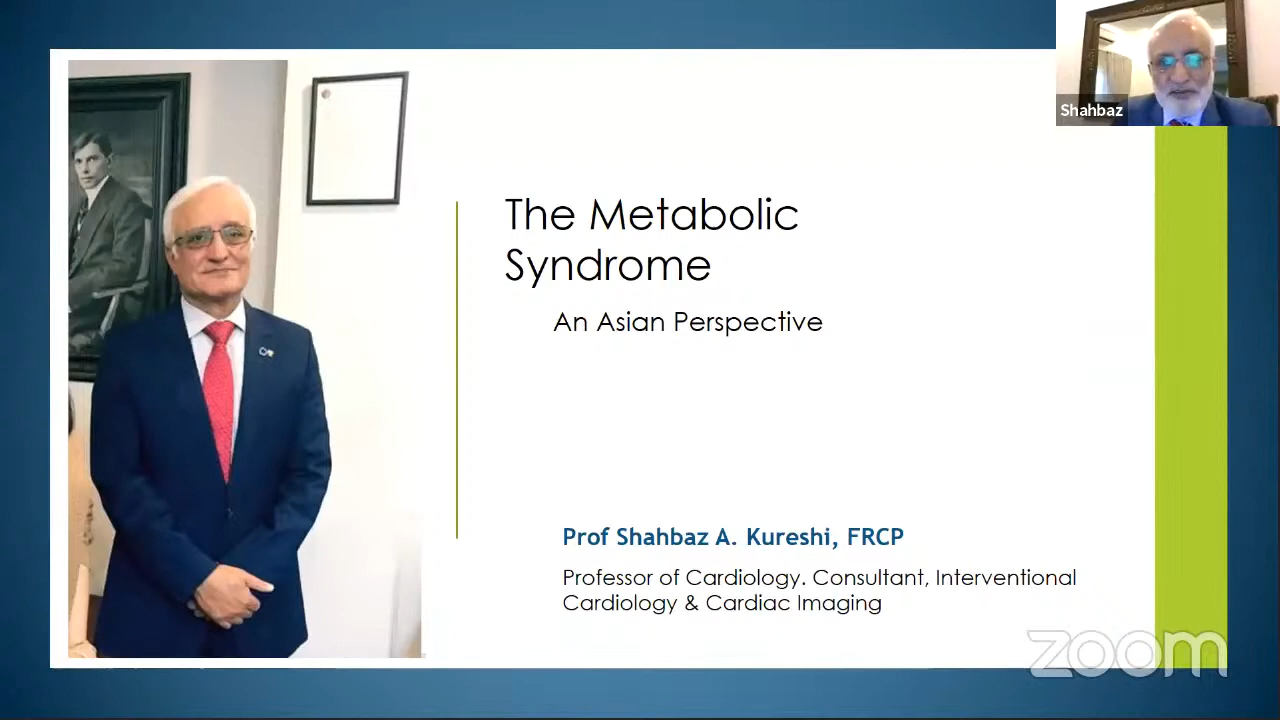 Shahbaz
The Metabolic
Syndrome
An Asian Perspective
Prof Shahbaz A. Kureshi, FRCP
Professor of Cardiology. Consultant, Interventional
Cardiology & Cardiac Imaging
zoom